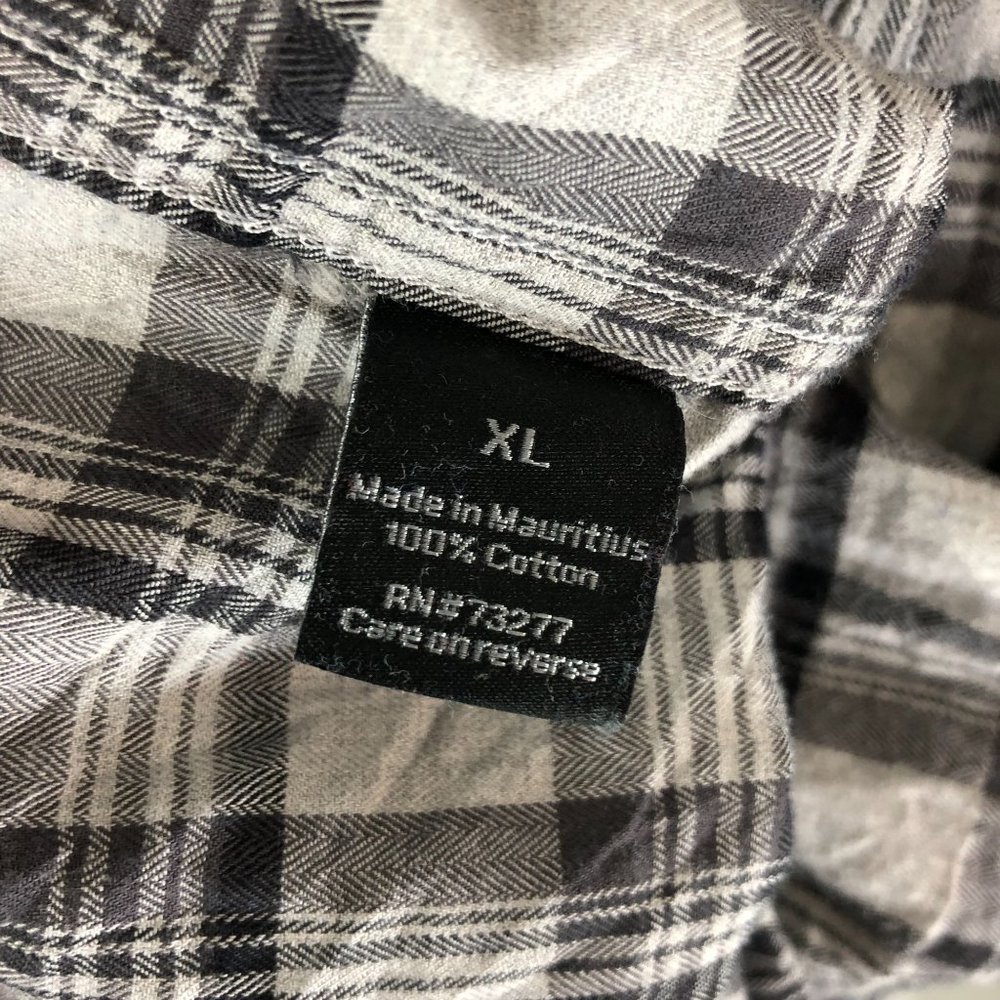 XL
Made in Mauritius
100% Cotton
RN#73277
Care on reverse